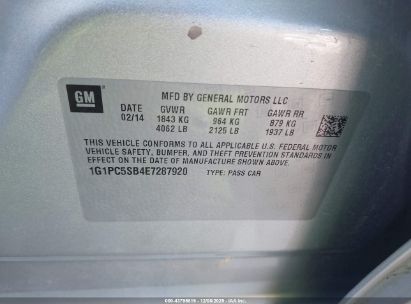 GM
MFD BY GENERAL MOTORS LLC
DATE GVWR GAWR FRT GAWR RR
02/14 1843 KG 964 KG 879 KG
4062 LB 2125 LB 1937 LB
THIS VEHICLE CONFORMS TO ALL APPLICABLE U.S. FEDERAL MOTOR
VEHICLE SAFETY, BUMPER, AND THEFT PREVENTION STANDARDS IN
EFFECT ON THE DATE OF MANUFACTURE SHOWN ABOVE.
1G1PC5SB4E7287920 TYPE: PASS CAR